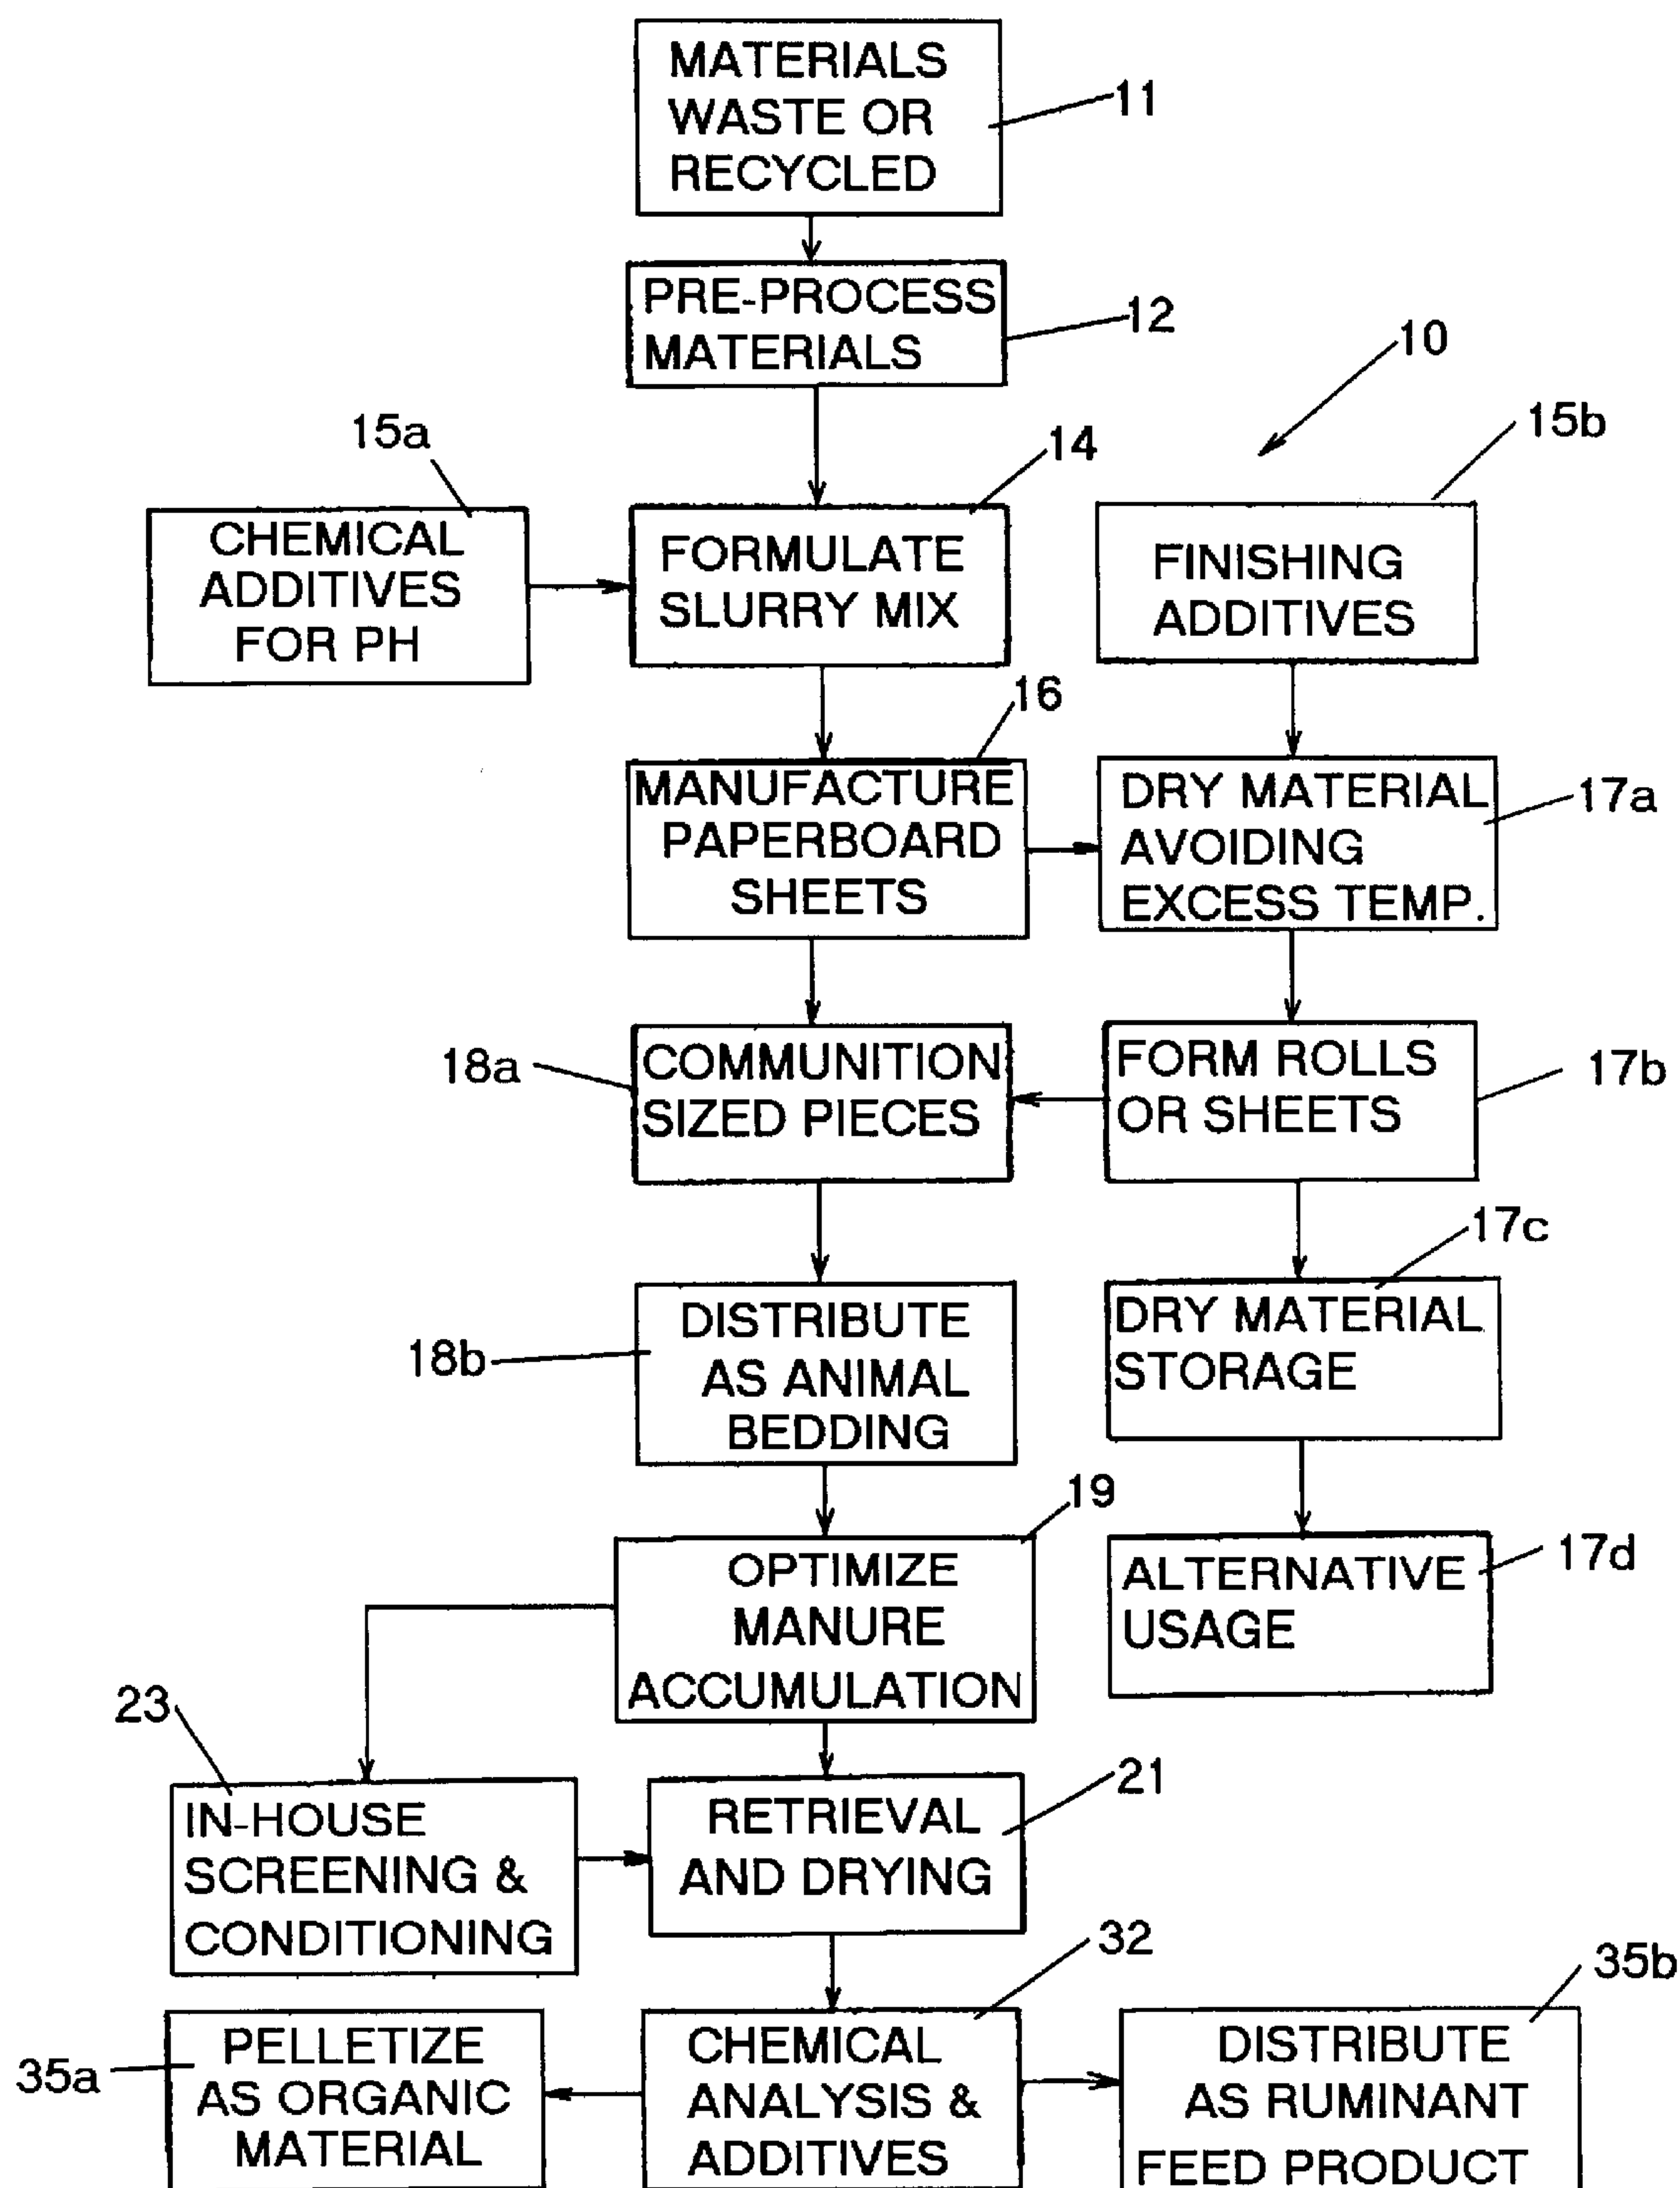 MATERIALS
WASTE OR
RECYCLED
11
PRE-PROCESS
MATERIALS
12
10
15a
CHEMICAL
ADDITIVES
FOR PH
14
FORMULATE
SLURRY MIX
15b
FINISHING
ADDITIVES
16
MANUFACTURE
PAPERBOARD
SHEETS
17a
DRY MATERIAL
AVOIDING
EXCESS TEMP.
18a
COMMUNITION
SIZED PIECES
17b
FORM ROLLS
OR SHEETS
18b
DISTRIBUTE
AS ANIMAL
BEDDING
17c
DRY MATERIAL
STORAGE
19
OPTIMIZE
MANURE
ACCUMULATION
17d
ALTERNATIVE
USAGE
23
IN-HOUSE
SCREENING &
CONDITIONING
21
RETRIEVAL
AND DRYING
35a
PELLETIZE
AS ORGANIC
MATERIAL
32
CHEMICAL
ANALYSIS &
ADDITIVES
35b
DISTRIBUTE
AS RUMINANT
FEED PRODUCT